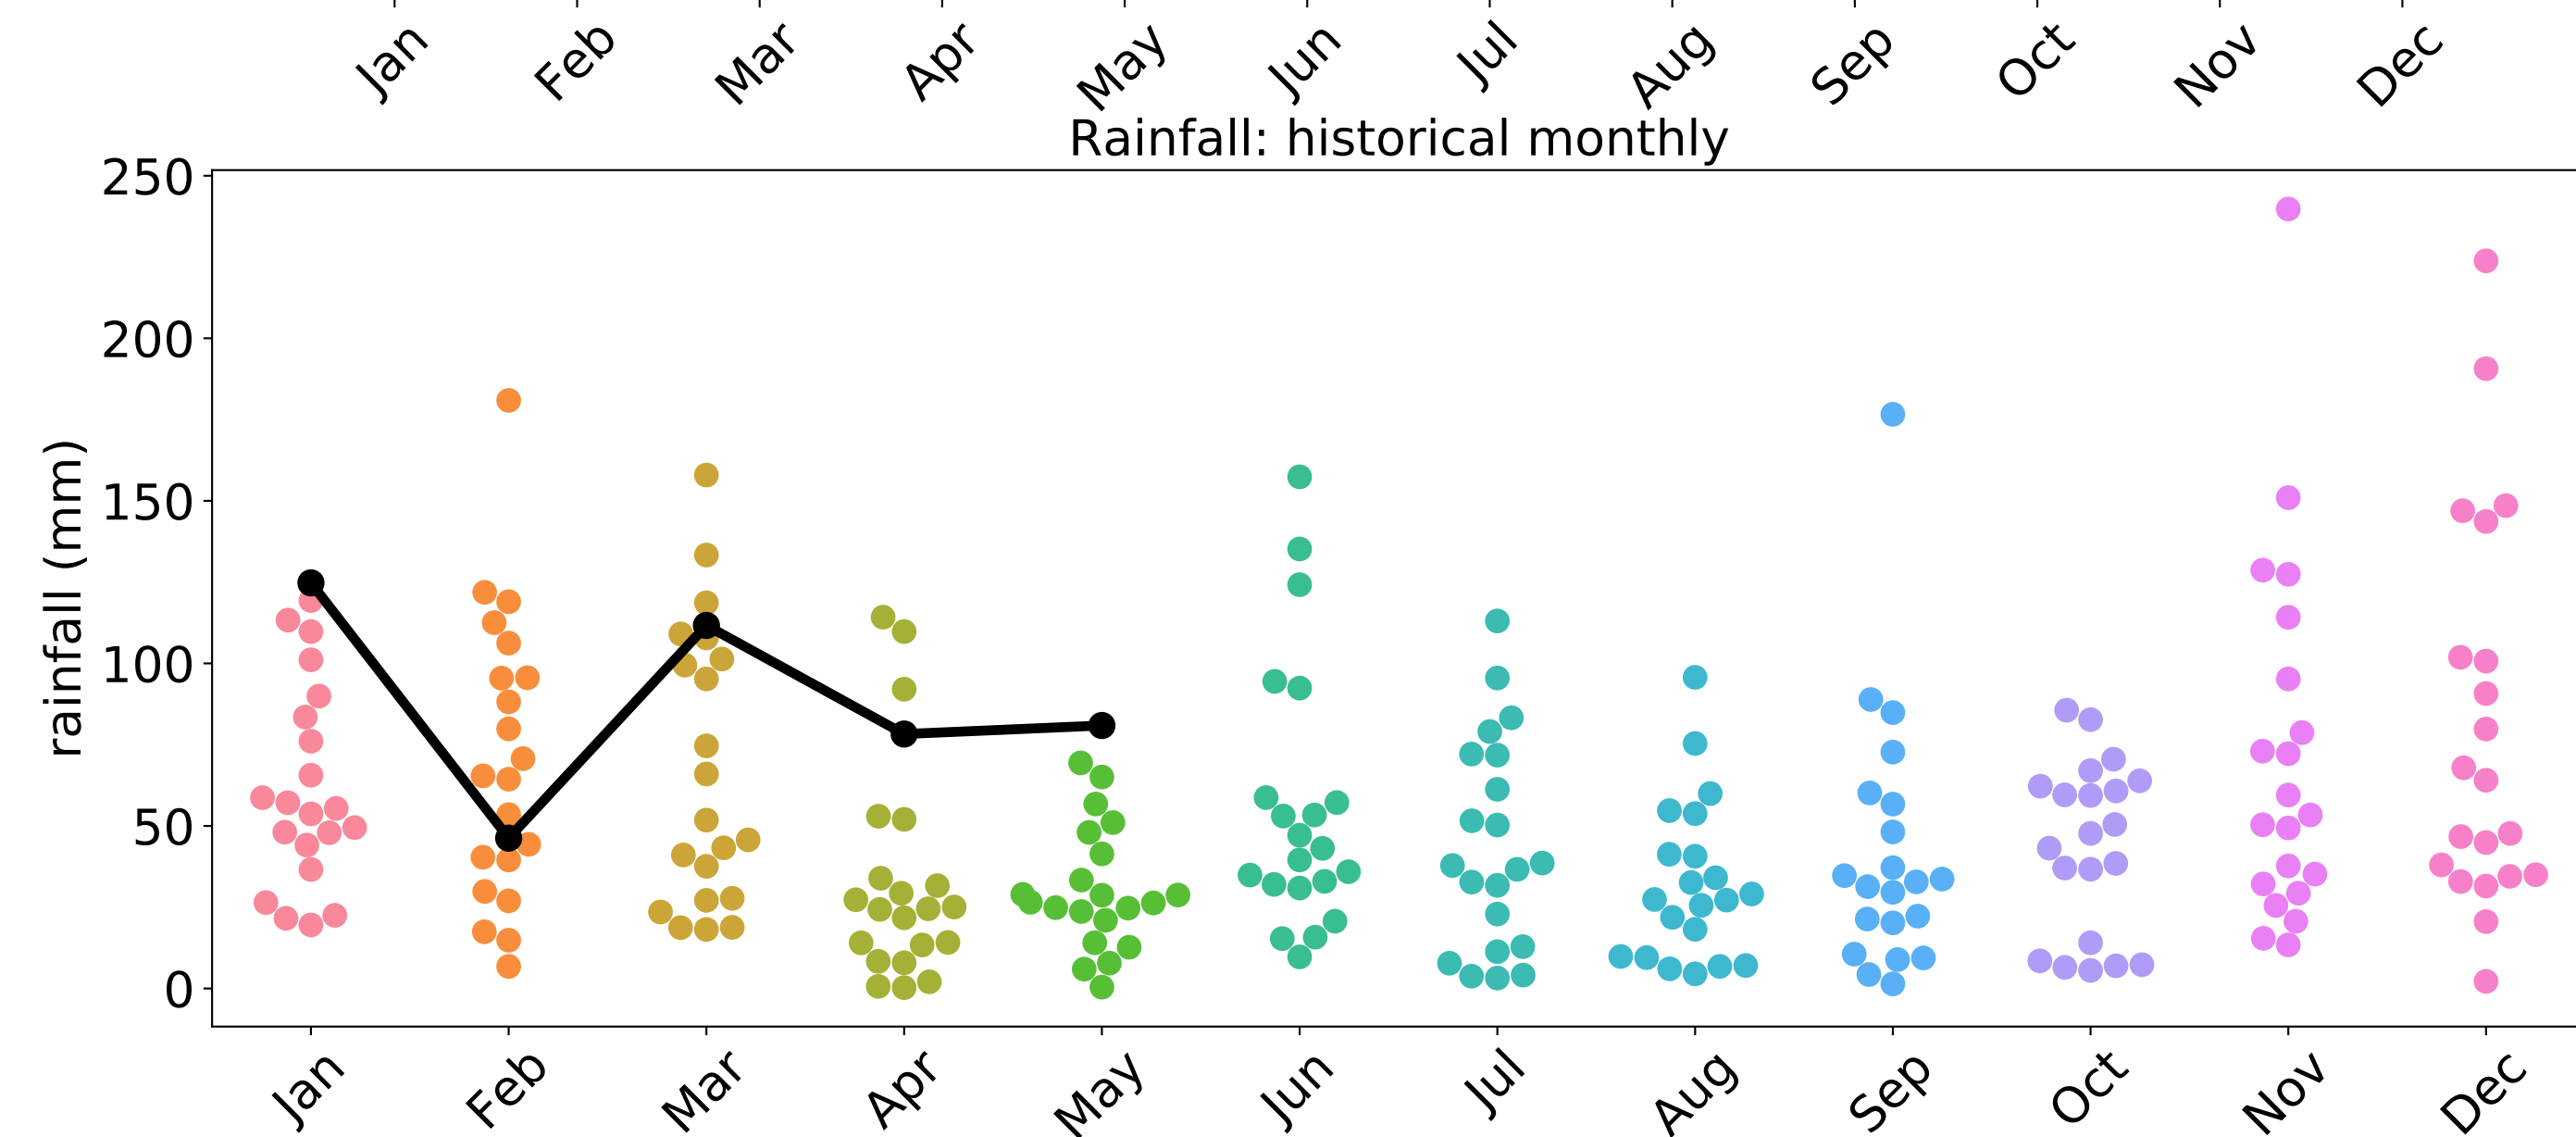 Jan Feb Mar Apr May Jun Jul Aug Sep Oct Nov Dec
Rainfall: historical monthly
rainfall (mm)
250
200
150
100
50
0
Jan Feb Mar Apr May Jun Jul Aug Sep Oct Nov Dec